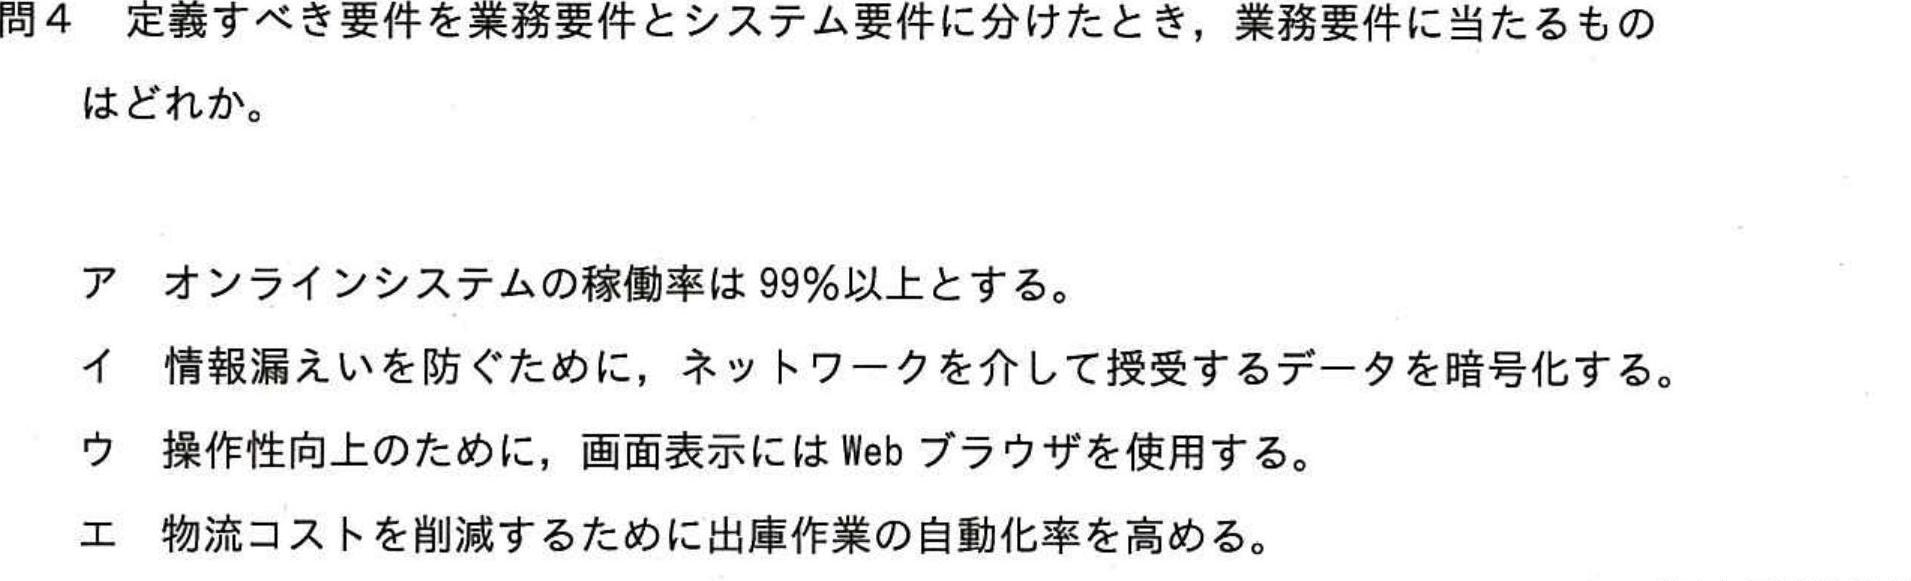 問4 定義すべき要件を業務要件とシステム要件に分けたとき，業務要件に当たるもの
はどれか。
ア オンラインシステムの稼働率は 99%以上とする。
イ 情報漏えいを防ぐために，ネットワークを介して授受するデータを暗号化する。
ウ 操作性向上のために，画面表示には Web ブラウザを使用する。
エ 物流コストを削減するために出庫作業の自動化率を高める。